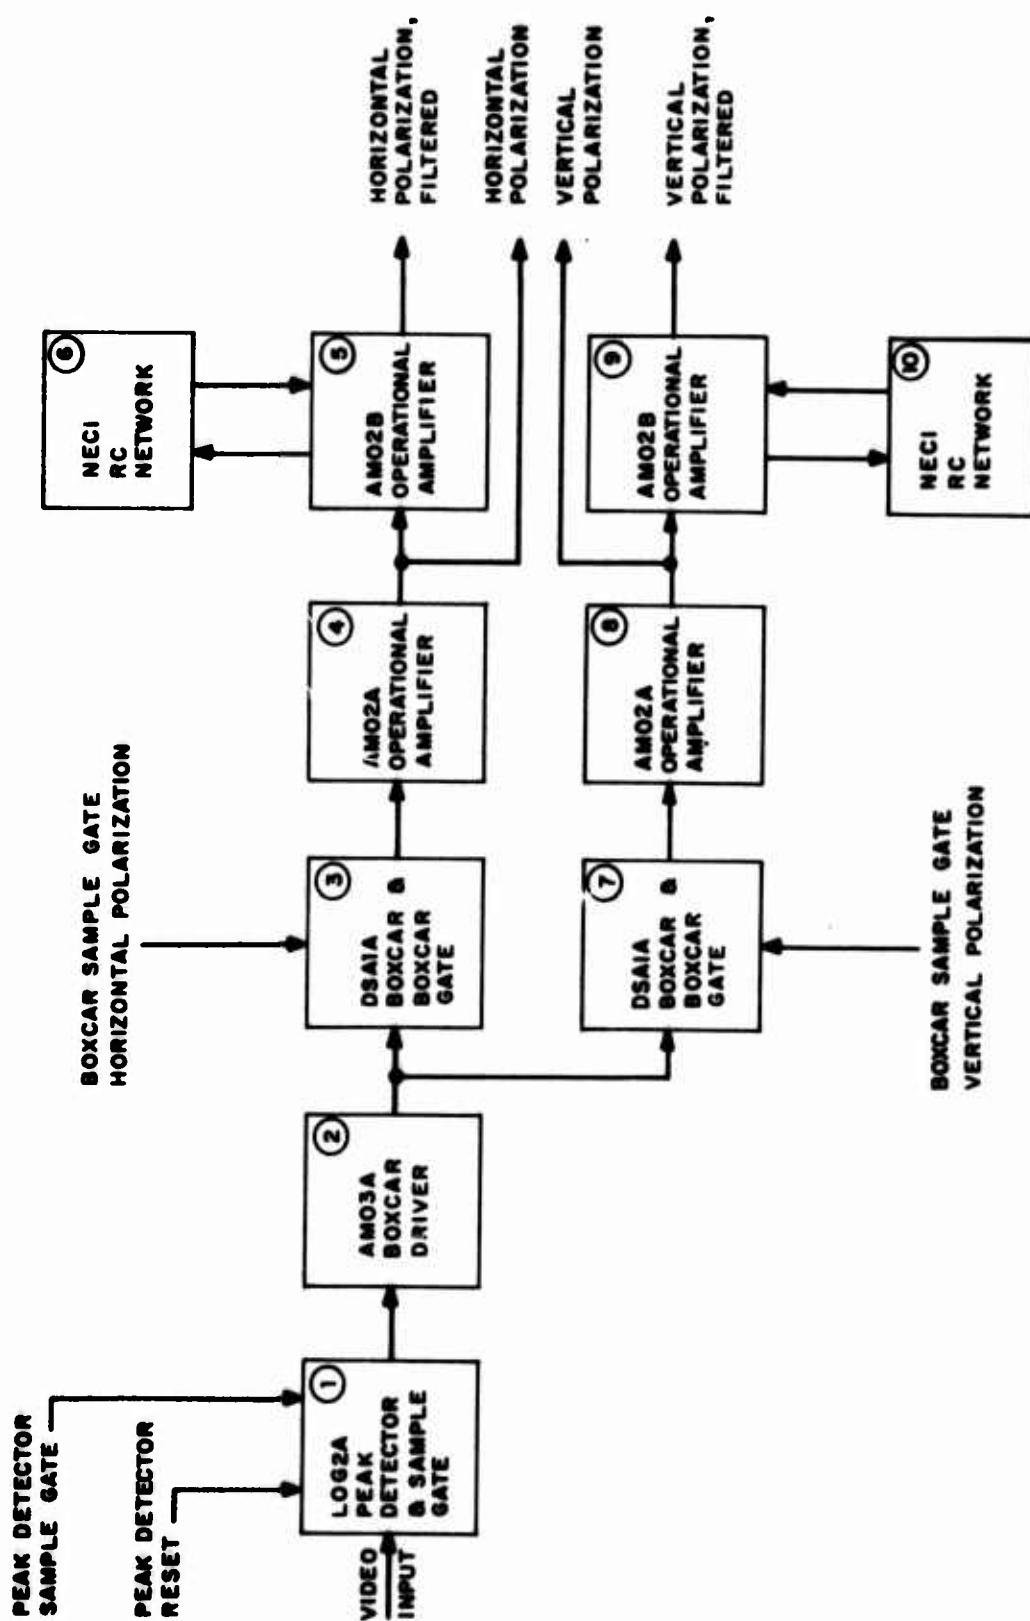 PEAK DETECTOR
SAMPLE GATE
PEAK DETECTOR
RESET
VIDEO
INPUT
1
LOG2A
PEAK
DETECTOR
& SAMPLE
GATE
2
AM03A
BOXCAR
DRIVER
BOXCAR SAMPLE GATE
HORIZONTAL POLARIZATION
3
DSA1A
BOXCAR &
BOXCAR
GATE
4
AM02A
OPERATIONAL
AMPLIFIER
5
AM02B
OPERATIONAL
AMPLIFIER
6
NEC1
RC
NETWORK
HORIZONTAL
POLARIZATION,
FILTERED
HORIZONTAL
POLARIZATION
VERTICAL
POLARIZATION
VERTICAL
POLARIZATION,
FILTERED
7
DSA1A
BOXCAR &
BOXCAR
GATE
8
AM02A
OPERATIONAL
AMPLIFIER
9
AM02B
OPERATIONAL
AMPLIFIER
10
NEC1
RC
NETWORK
BOXCAR SAMPLE GATE
VERTICAL POLARIZATION